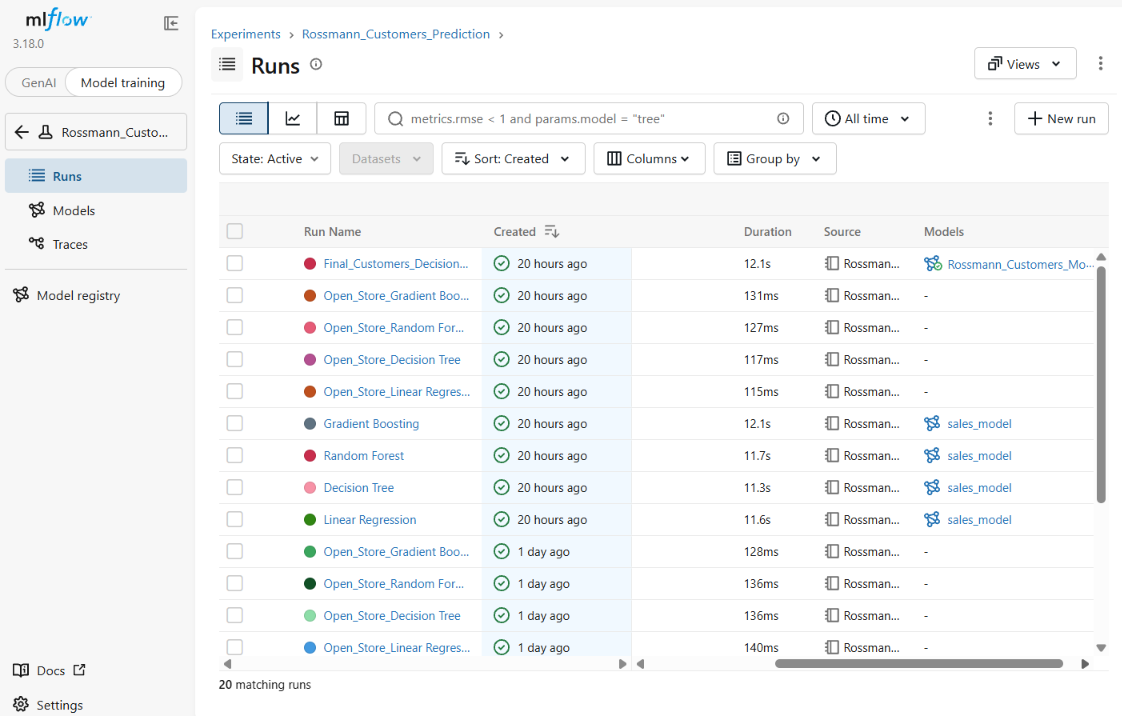 mlflow
3.18.0
GenAI Model training
Rossmann_Custo...
Runs
Models
Traces
Model registry
Docs
Settings
Experiments > Rossmann_Customers_Prediction >
Runs
Views
metrics.rmse < 1 and params.model = "tree"
All time
New run
State: Active Datasets Sort: Created Columns Group by
Run Name Created Duration Source Models
Final_Customers_Decision... 20 hours ago 12.1s Rossman... Rossmann_Customers_Mo...
Open_Store_Gradient Boo... 20 hours ago 131ms Rossman... -
Open_Store_Random For... 20 hours ago 127ms Rossman... -
Open_Store_Decision Tree 20 hours ago 117ms Rossman... -
Open_Store_Linear Regres... 20 hours ago 115ms Rossman... -
Gradient Boosting 20 hours ago 12.1s Rossman... sales_model
Random Forest 20 hours ago 11.7s Rossman... sales_model
Decision Tree 20 hours ago 11.3s Rossman... sales_model
Linear Regression 20 hours ago 11.6s Rossman... sales_model
Open_Store_Gradient Boo... 1 day ago 128ms Rossman... -
Open_Store_Random For... 1 day ago 136ms Rossman... -
Open_Store_Decision Tree 1 day ago 136ms Rossman... -
Open_Store_Linear Regres... 1 day ago 140ms Rossman... -
20 matching runs